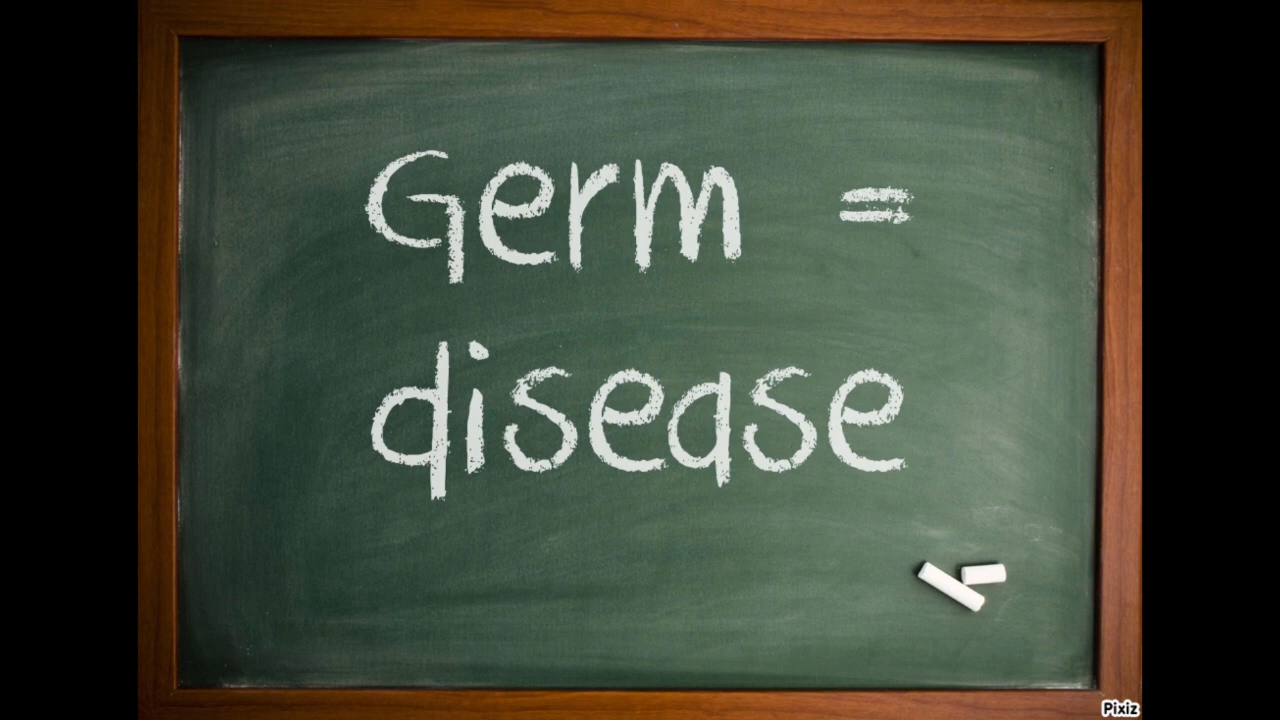 Germ =
disease
Pixiz